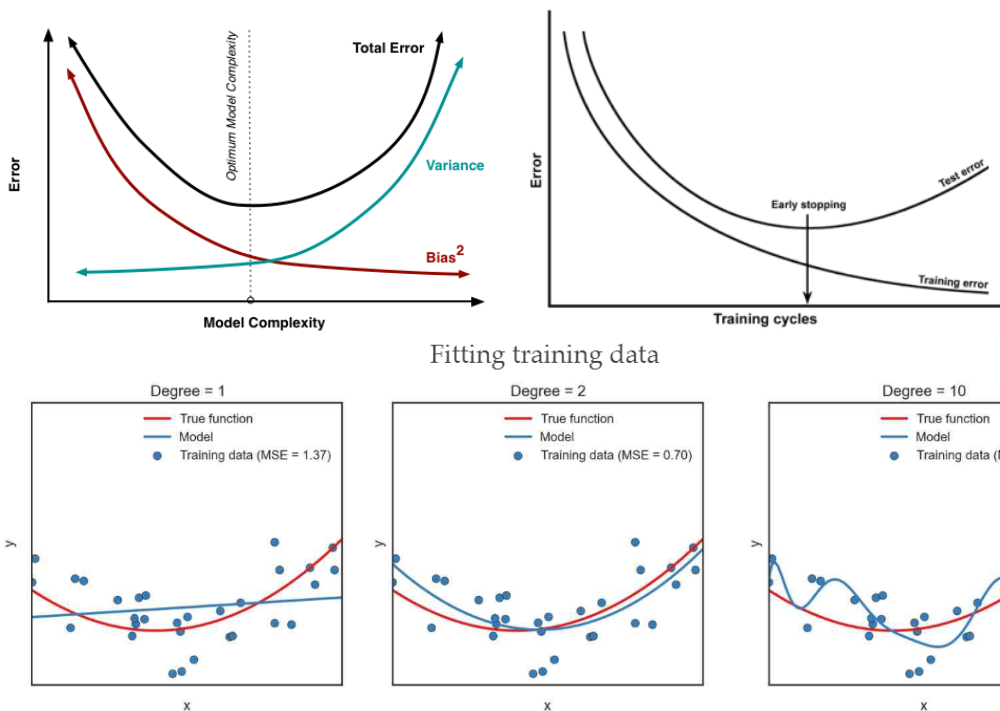 Error
Total Error
Optimum Model Complexity
Variance
Bias²
Model Complexity
Error
Test error
Early stopping
Training error
Training cycles
Fitting training data
Degree = 1
True function
Model
Training data (MSE = 1.37)
y
x
Degree = 2
True function
Model
Training data (MSE = 0.70)
y
x
Degree = 10
True function
Model
Training data
y
x